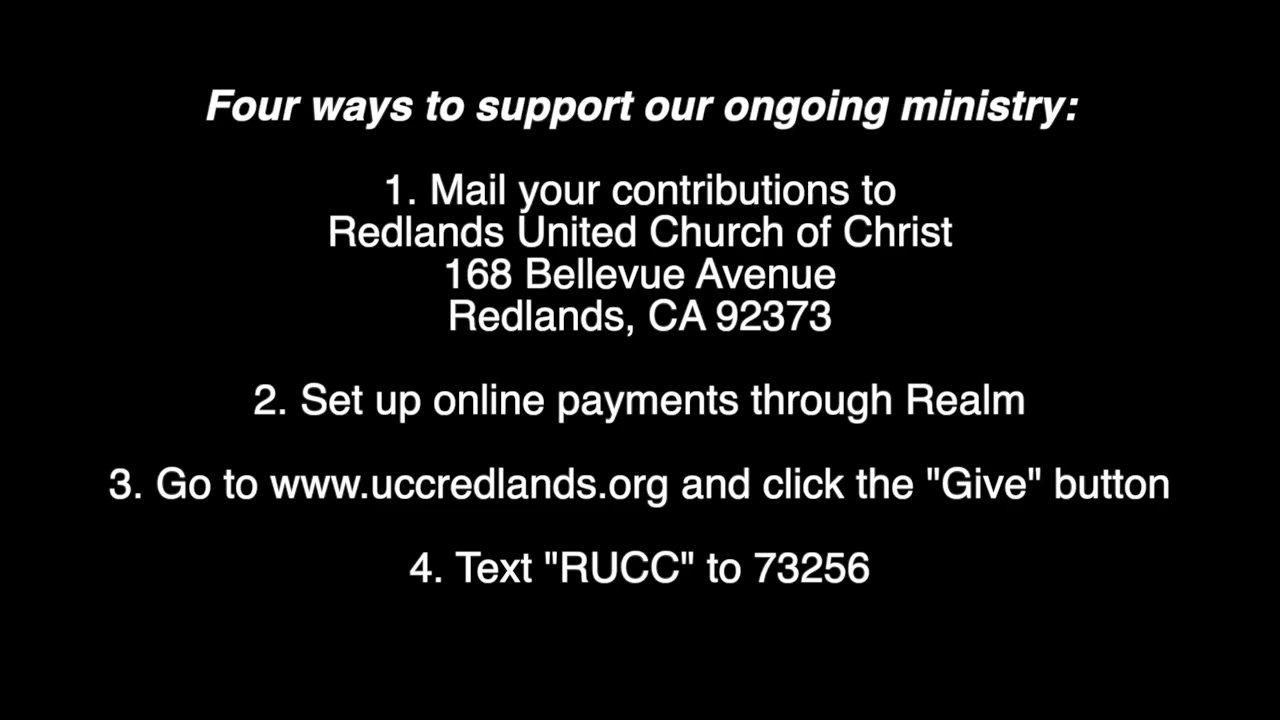 Four ways to support our ongoing ministry:
1. Mail your contributions to
Redlands United Church of Christ
168 Bellevue Avenue
Redlands, CA 92373
2. Set up online payments through Realm
3. Go to www.uccredlands.org and click the "Give" button
4. Text "RUCC" to 73256